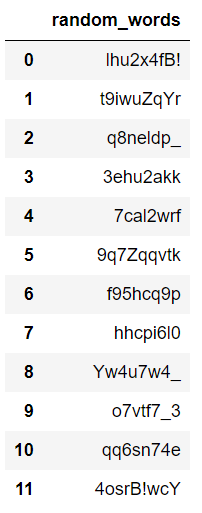 random_words
0 lhu2x4fB!
1 t9iwuZqYr
2 q8neldp_
3 3ehu2akk
4 7cal2wrf
5 9q7Zqqvtk
6 f95hcq9p
7 hhcpi6l0
8 Yw4u7w4_
9 o7vtf7_3
10 qq6sn74e
11 4osrB!wcY